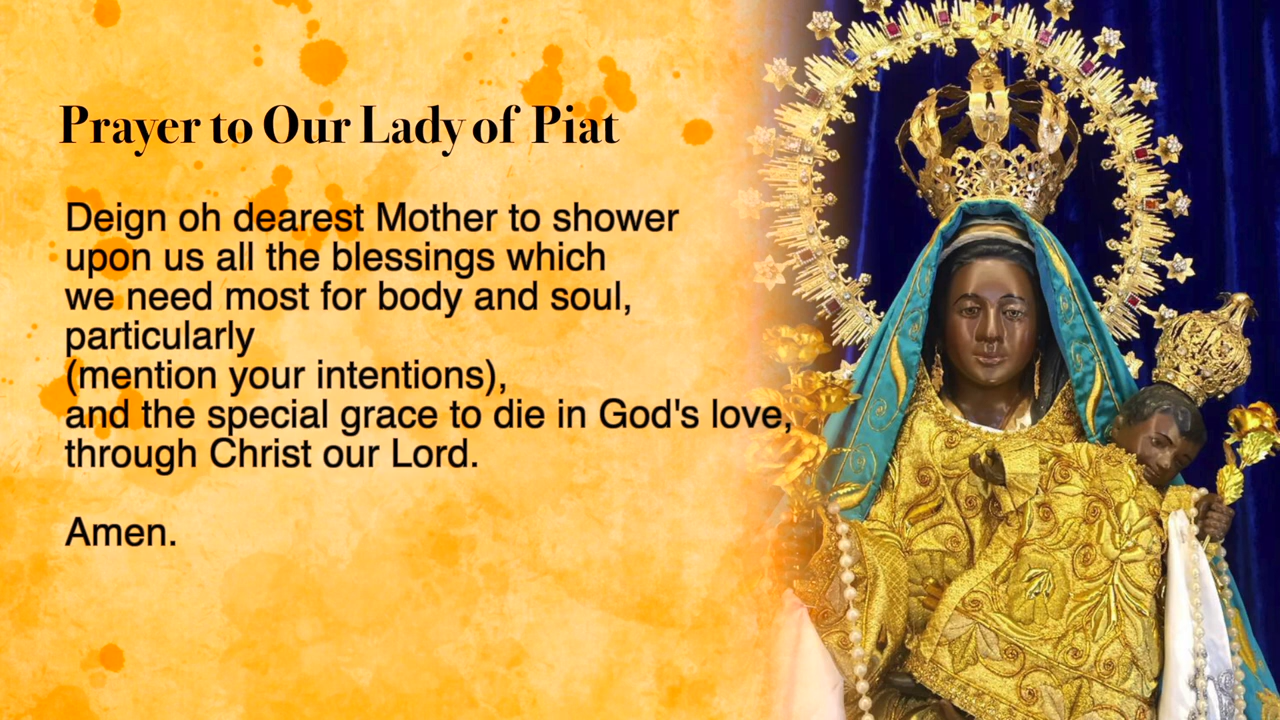 Prayer to Our Lady of Piat
Deign oh dearest Mother to shower
upon us all the blessings which
we need most for body and soul,
particularly
(mention your intentions),
and the special grace to die in God's love,
through Christ our Lord.
Amen.